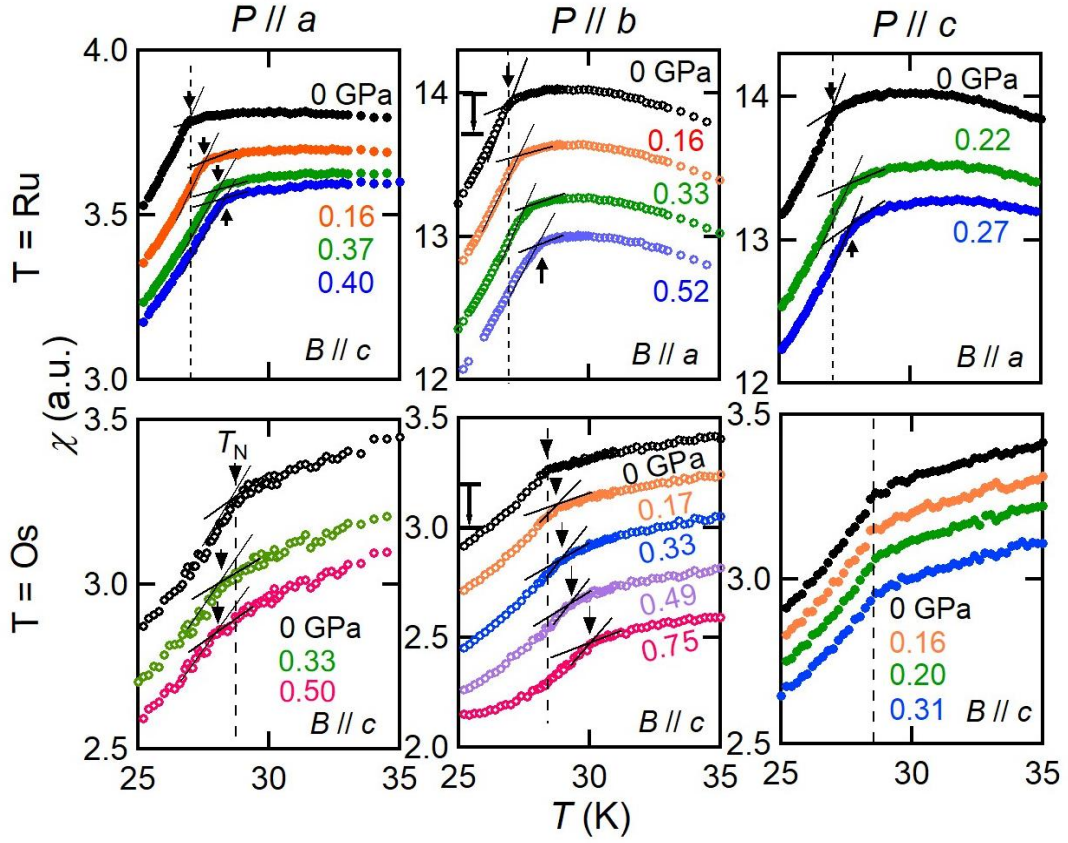 P // a
P // b
P // c
T = Ru
T = Os
χ (a.u.)
4.0
3.5
3.0
0 GPa
0.16
0.37
0.40
B // c
14
13
12
0 GPa
0.16
0.33
0.52
B // a
14
13
12
0 GPa
0.22
0.27
B // a
3.5
3.0
2.5
TN
0 GPa
0.33
0.50
B // c
25
30
35
3.5
3.0
2.5
2.0
0 GPa
0.17
0.33
0.49
0.75
B // c
25
30
35
3.5
3.0
2.5
0 GPa
0.16
0.20
0.31
B // c
25
30
35
T (K)